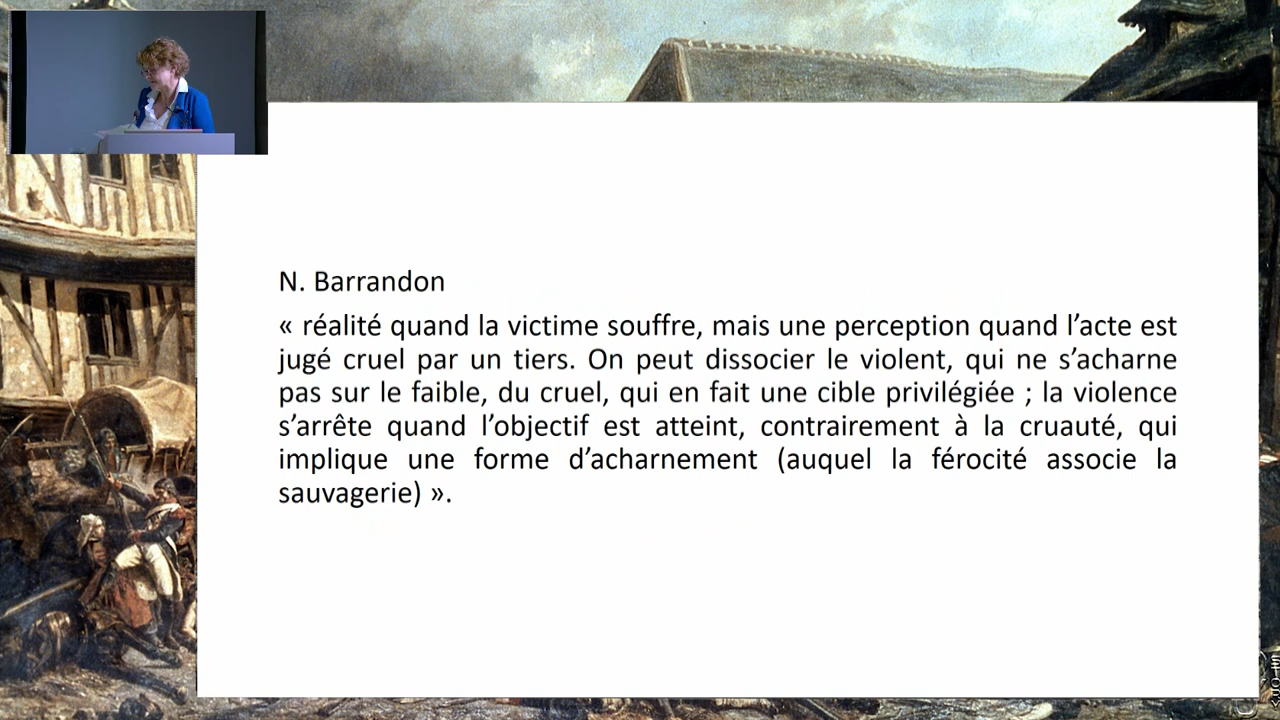 N. Barrandon
« réalité quand la victime souffre, mais une perception quand l’acte est
jugé cruel par un tiers. On peut dissocier le violent, qui ne s’acharne
pas sur le faible, du cruel, qui en fait une cible privilégiée ; la violence
s’arrête quand l’objectif est atteint, contrairement à la cruauté, qui
implique une forme d’acharnement (auquel la férocité associe la
sauvagerie) ».